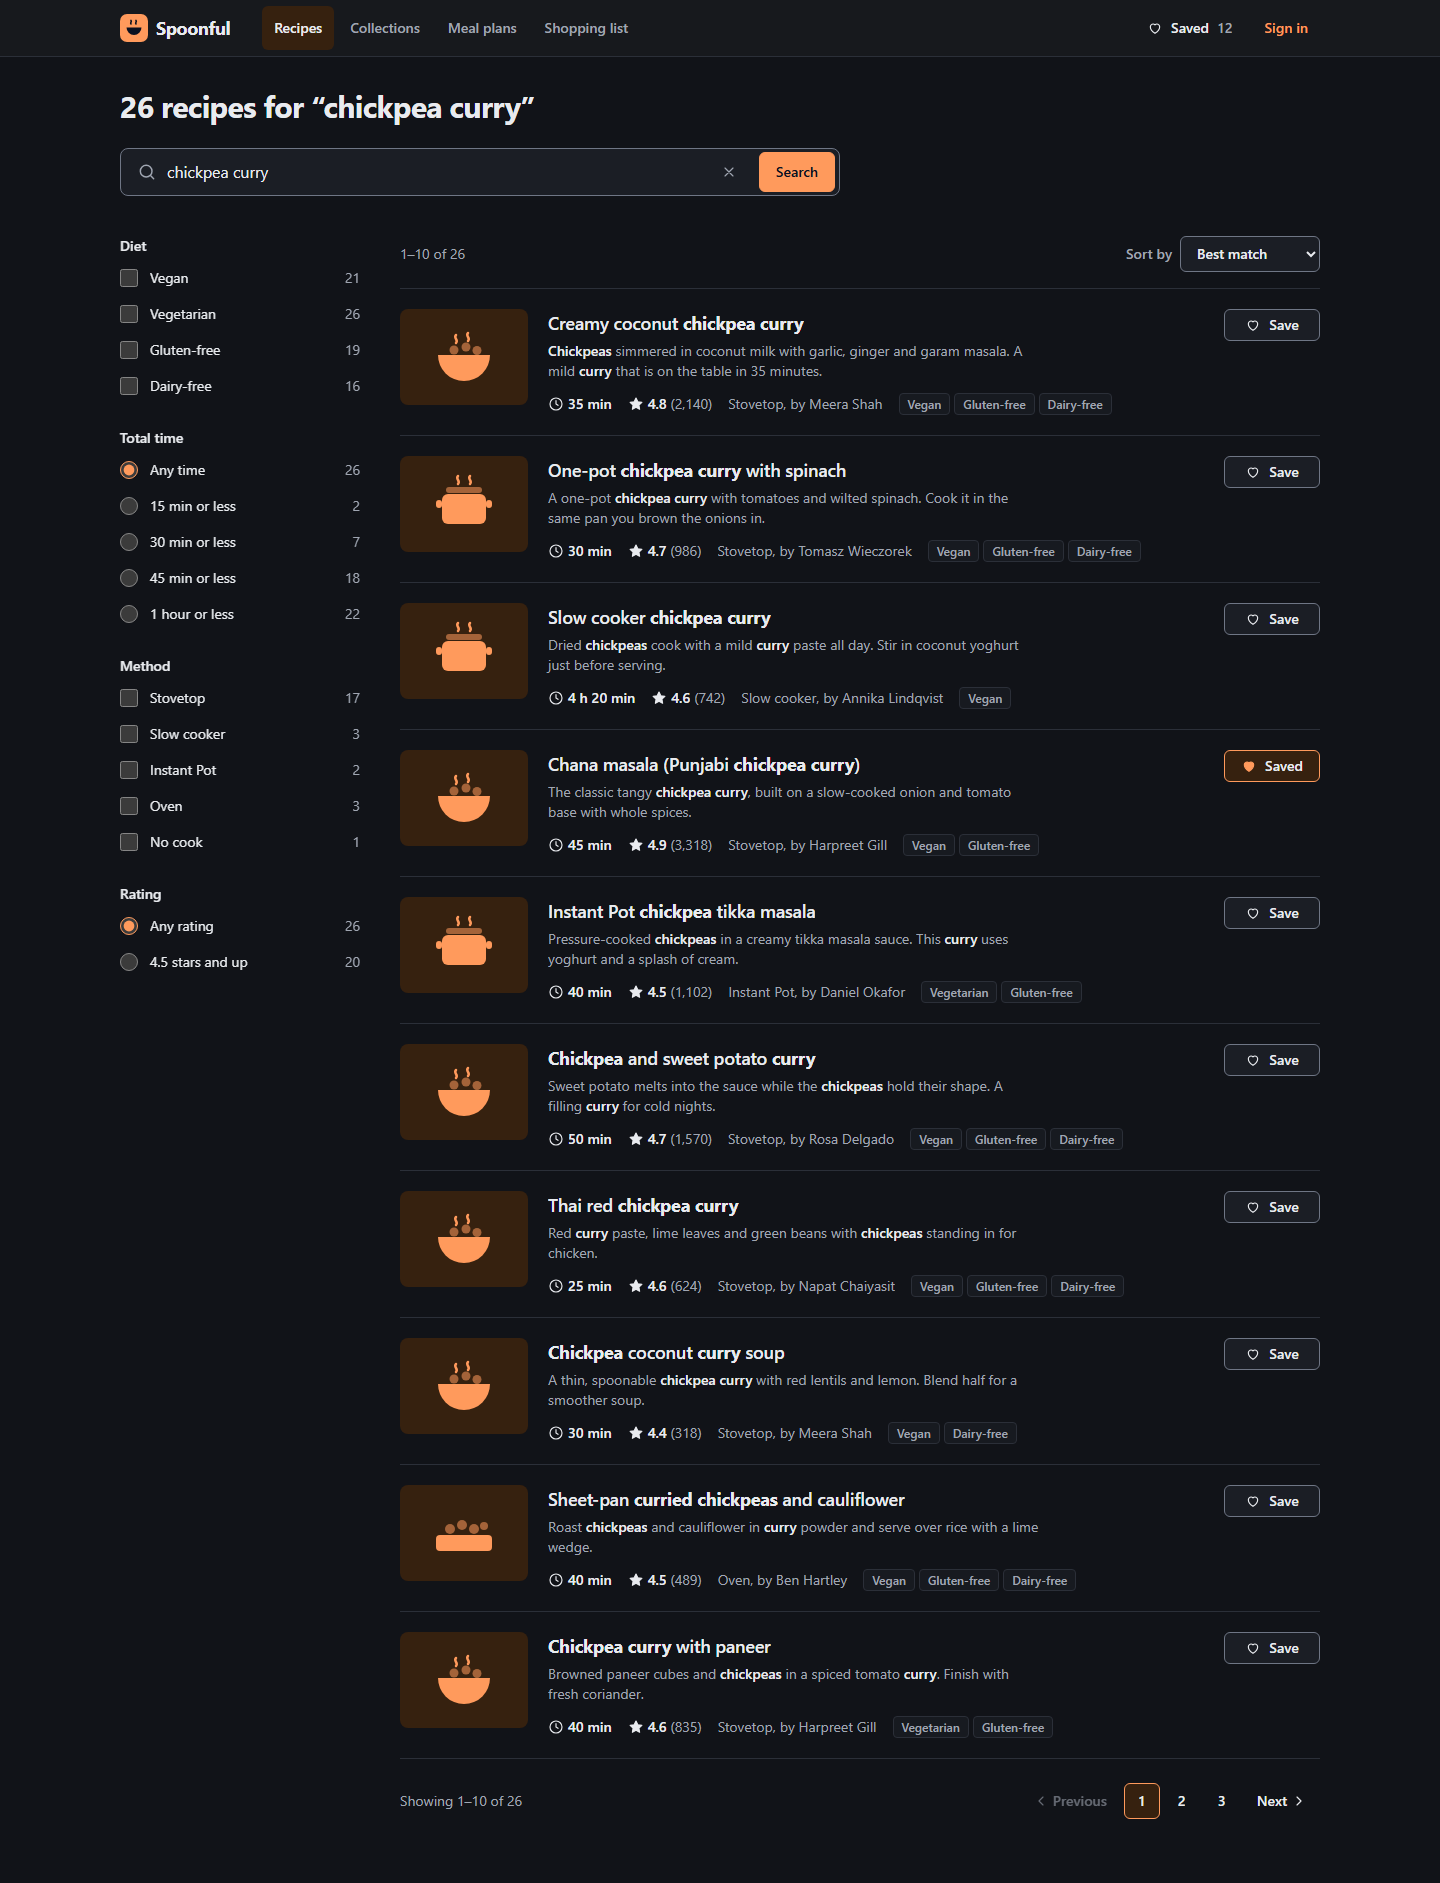 Spoonful
Recipes
Collections
Meal plans
Shopping list
Saved 12
Sign in
26 recipes for “chickpea curry”
chickpea curry
Search
Diet
Vegan 21
Vegetarian 26
Gluten-free 19
Dairy-free 16
Total time
Any time 26
15 min or less 2
30 min or less 7
45 min or less 18
1 hour or less 22
Method
Stovetop 17
Slow cooker 3
Instant Pot 2
Oven 3
No cook 1
Rating
Any rating 26
4.5 stars and up 20
1–10 of 26
Sort by Best match
Creamy coconut chickpea curry
Save
Chickpeas simmered in coconut milk with garlic, ginger and garam masala. A
mild curry that is on the table in 35 minutes.
35 min 4.8 (2,140) Stovetop, by Meera Shah Vegan Gluten-free Dairy-free
One-pot chickpea curry with spinach
Save
A one-pot chickpea curry with tomatoes and wilted spinach. Cook it in the
same pan you brown the onions in.
30 min 4.7 (986) Stovetop, by Tomasz Wieczorek Vegan Gluten-free Dairy-free
Slow cooker chickpea curry
Save
Dried chickpeas cook with a mild curry paste all day. Stir in coconut yoghurt
just before serving.
4 h 20 min 4.6 (742) Slow cooker, by Annika Lindqvist Vegan
Chana masala (Punjabi chickpea curry)
Saved
The classic tangy chickpea curry, built on a slow-cooked onion and tomato
base with whole spices.
45 min 4.9 (3,318) Stovetop, by Harpreet Gill Vegan Gluten-free
Instant Pot chickpea tikka masala
Save
Pressure-cooked chickpeas in a creamy tikka masala sauce. This curry uses
yoghurt and a splash of cream.
40 min 4.5 (1,102) Instant Pot, by Daniel Okafor Vegetarian Gluten-free
Chickpea and sweet potato curry
Save
Sweet potato melts into the sauce while the chickpeas hold their shape. A
filling curry for cold nights.
50 min 4.7 (1,570) Stovetop, by Rosa Delgado Vegan Gluten-free Dairy-free
Thai red chickpea curry
Save
Red curry paste, lime leaves and green beans with chickpeas standing in for
chicken.
25 min 4.6 (624) Stovetop, by Napat Chaiyasit Vegan Gluten-free Dairy-free
Chickpea coconut curry soup
Save
A thin, spoonable chickpea curry with red lentils and lemon. Blend half for a
smoother soup.
30 min 4.4 (318) Stovetop, by Meera Shah Vegan Dairy-free
Sheet-pan curried chickpeas and cauliflower
Save
Roast chickpeas and cauliflower in curry powder and serve over rice with a lime
wedge.
40 min 4.5 (489) Oven, by Ben Hartley Vegan Gluten-free Dairy-free
Chickpea curry with paneer
Save
Browned paneer cubes and chickpeas in a spiced tomato curry. Finish with
fresh coriander.
40 min 4.6 (835) Stovetop, by Harpreet Gill Vegetarian Gluten-free
Showing 1–10 of 26
Previous 1 2 3 Next